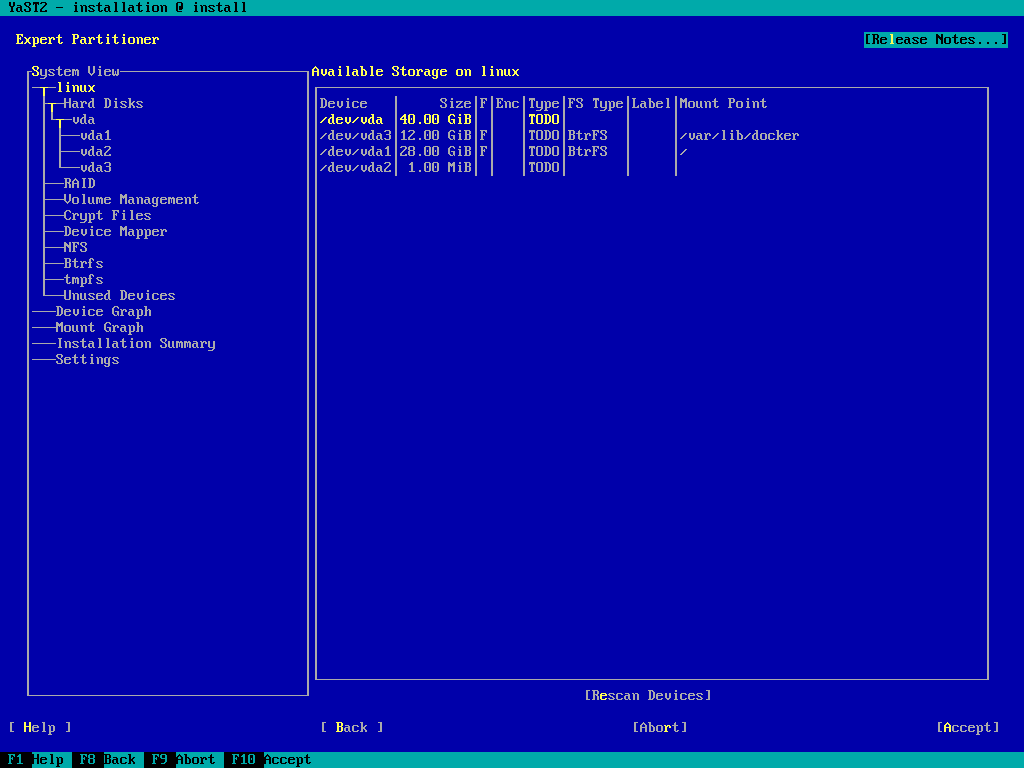 YaST2 - installation @ install
Expert Partitioner [Release Notes...]
System View
linux
Hard Disks
vda
vda1
vda2
vda3
RAID
Volume Management
Crypt Files
Device Mapper
NFS
Btrfs
tmpfs
Unused Devices
Device Graph
Mount Graph
Installation Summary
Settings
Available Storage on linux
Device | Size|F|Enc|Type|FS Type|Label|Mount Point
/dev/vda |40.00 GiB| | |TODO| | |
/dev/vda3|12.00 GiB|F| |TODO|BtrFS | |/var/lib/docker
/dev/vda1|28.00 GiB|F| |TODO|BtrFS | |/
/dev/vda2| 1.00 MiB| | |TODO| | |
[Rescan Devices]
[ Help ] [ Back ] [Abort] [Accept]
F1 Help F8 Back F9 Abort F10 Accept